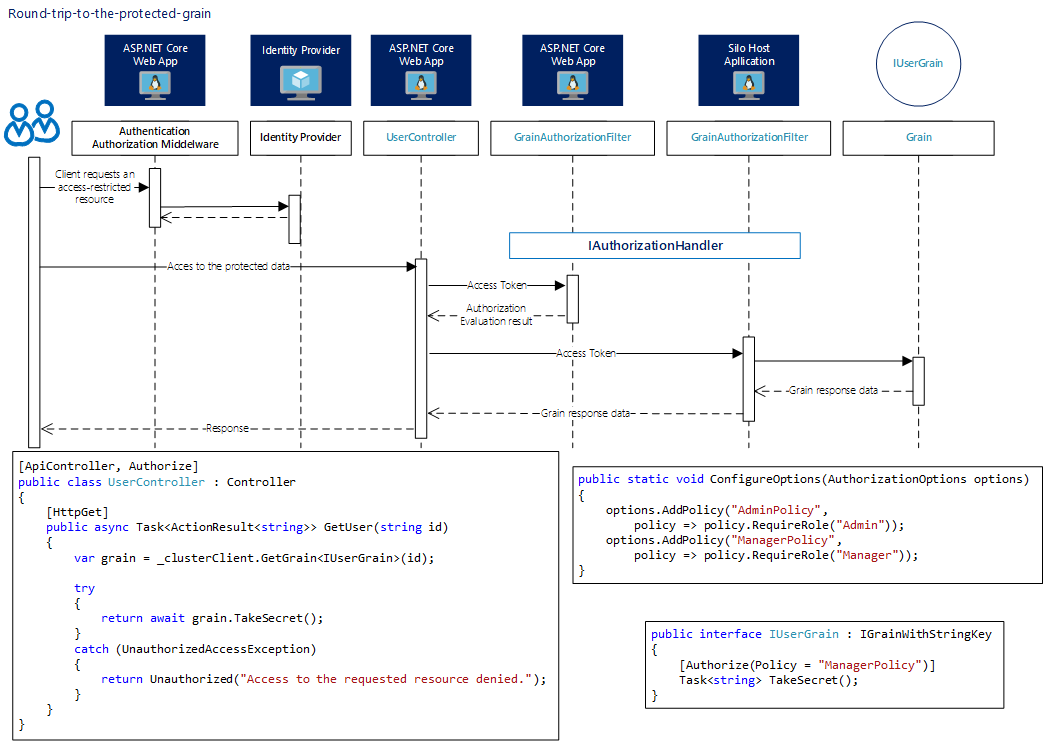 Round-trip-to-the-protected-grain
ASP.NET Core
Web App
Identity Provider
ASP.NET Core
Web App
ASP.NET Core
Web App
Silo Host
Apllication
IUserGrain
Authentication
Authorization Middelware
Identity Provider
UserController
GrainAuthorizationFilter
GrainAuthorizationFilter
Grain
Client requests an
access-restricted
resource
IAuthorizationHandler
Acces to the protected data
Access Token
Authorization
Evaluation result
Access Token
Grain response data
Grain response data
Response
[ApiController, Authorize]
public class UserController : Controller
{
    [HttpGet]
    public async Task<ActionResult<string>> GetUser(string id)
    {
        var grain = _clusterClient.GetGrain<IUserGrain>(id);
        try
        {
            return await grain.TakeSecret();
        }
        catch (UnauthorizedAccessException)
        {
            return Unauthorized("Access to the requested resource denied.");
        }
    }
}
public static void ConfigureOptions(AuthorizationOptions options)
{
    options.AddPolicy("AdminPolicy",
        policy => policy.RequireRole("Admin"));
    options.AddPolicy("ManagerPolicy",
        policy => policy.RequireRole("Manager"));
}
public interface IUserGrain : IGrainWithStringKey
{
    [Authorize(Policy = "ManagerPolicy")]
    Task<string> TakeSecret();
}